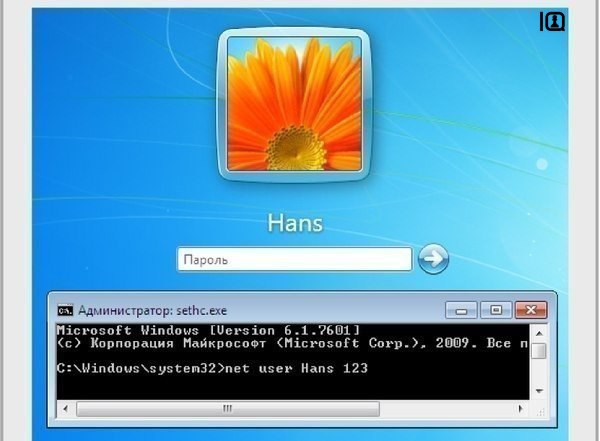 IQ
Hans
Пароль
Администратор: sethc.exe
Microsoft Windows [Version 6.1.7601]
(c) Корпорация Майкрософт (Microsoft Corp.), 2009. Все п
C:\Windows\system32>net user Hans 123